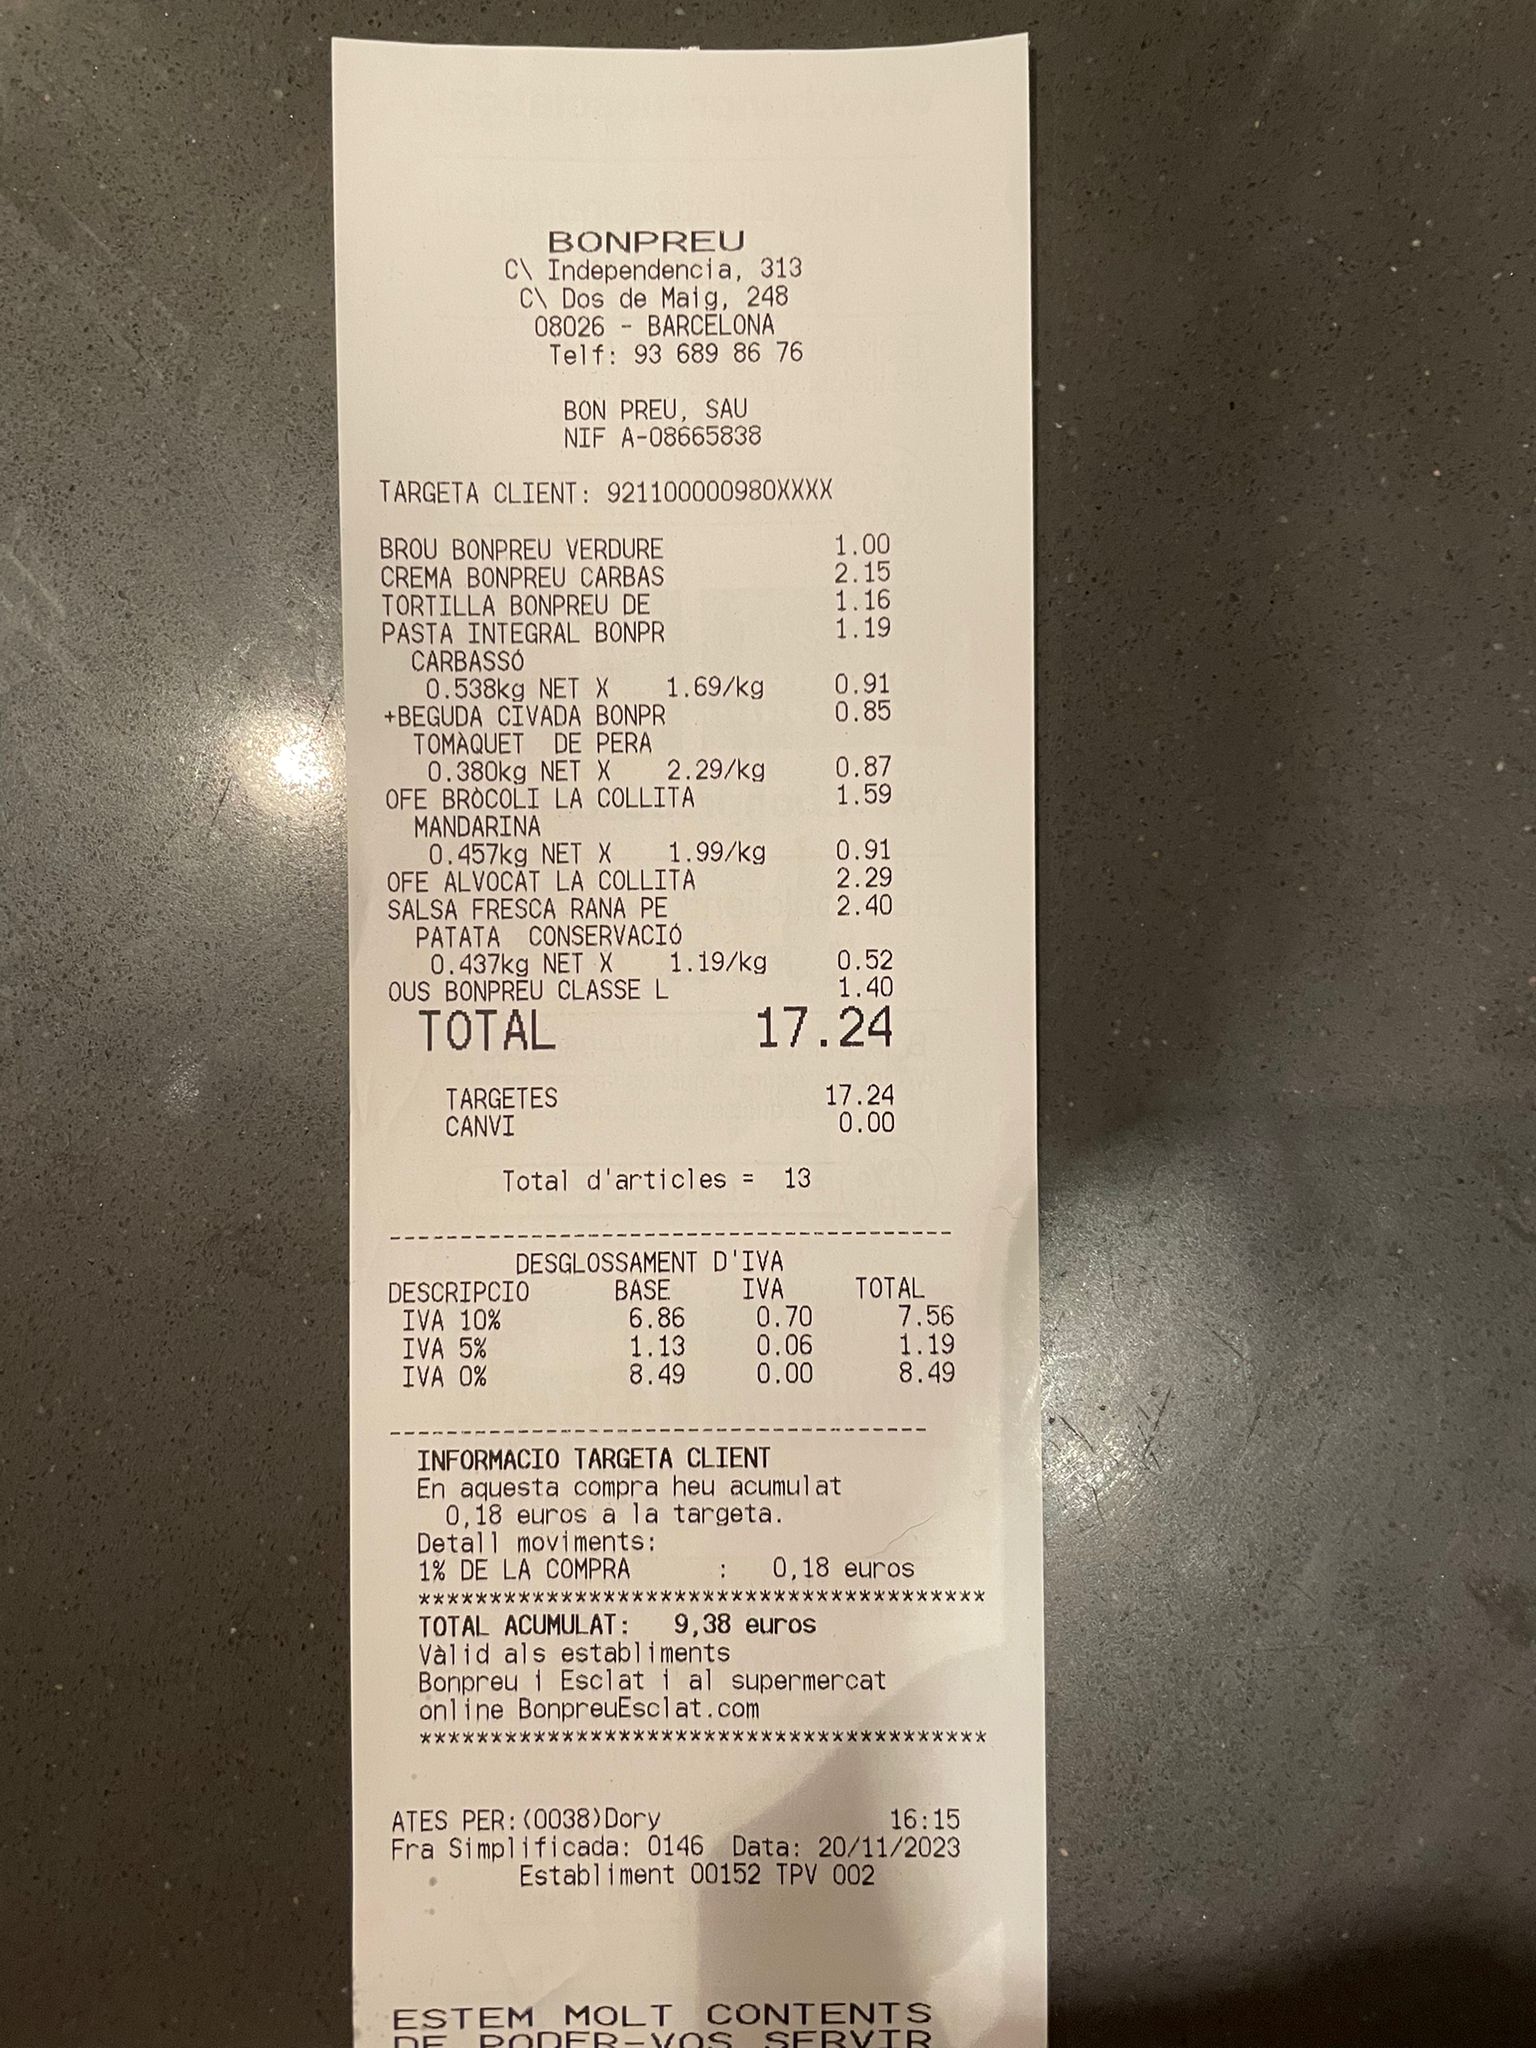 BONPREU
C\ Independencia, 313
C\ Dos de Maig, 248
08026 - BARCELONA
Telf: 93 689 86 76
BON PREU, SAU
NIF A-08665838
TARGETA CLIENT: 921100000980XXXX
BROU BONPREU VERDURE 1.00
CREMA BONPREU CARBAS 2.15
TORTILLA BONPREU DE 1.16
PASTA INTEGRAL BONPR 1.19
CARBASSÓ
0.538kg NET X 1.69/kg 0.91
+BEGUDA CIVADA BONPR 0.85
TOMÀQUET DE PERA
0.380kg NET X 2.29/kg 0.87
OFE BRÒCOLI LA COLLITA 1.59
MANDARINA
0.457kg NET X 1.99/kg 0.91
OFE ALVOCAT LA COLLITA 2.29
SALSA FRESCA RANA PE 2.40
PATATA CONSERVACIÓ
0.437kg NET X 1.19/kg 0.52
OUS BONPREU CLASSE L 1.40
TOTAL 17.24
TARGETES 17.24
CANVI 0.00
Total d'articles = 13
----------------------------------------
DESGLOSSAMENT D'IVA
DESCRIPCIO BASE IVA TOTAL
IVA 10% 6.86 0.70 7.56
IVA 5% 1.13 0.06 1.19
IVA 0% 8.49 0.00 8.49
--------------------------------------
INFORMACIO TARGETA CLIENT
En aquesta compra heu acumulat
0,18 euros a la targeta.
Detall moviments:
1% DE LA COMPRA : 0,18 euros
****************************************
TOTAL ACUMULAT: 9,38 euros
Vàlid als establiments
Bonpreu i Esclat i al supermercat
online BonpreuEsclat.com
****************************************
ATES PER:(0038)Dory 16:15
Fra Simplificada: 0146 Data: 20/11/2023
Establiment 00152 TPV 002
ESTEM MOLT CONTENTS
DE PODER-VOS SERVIR